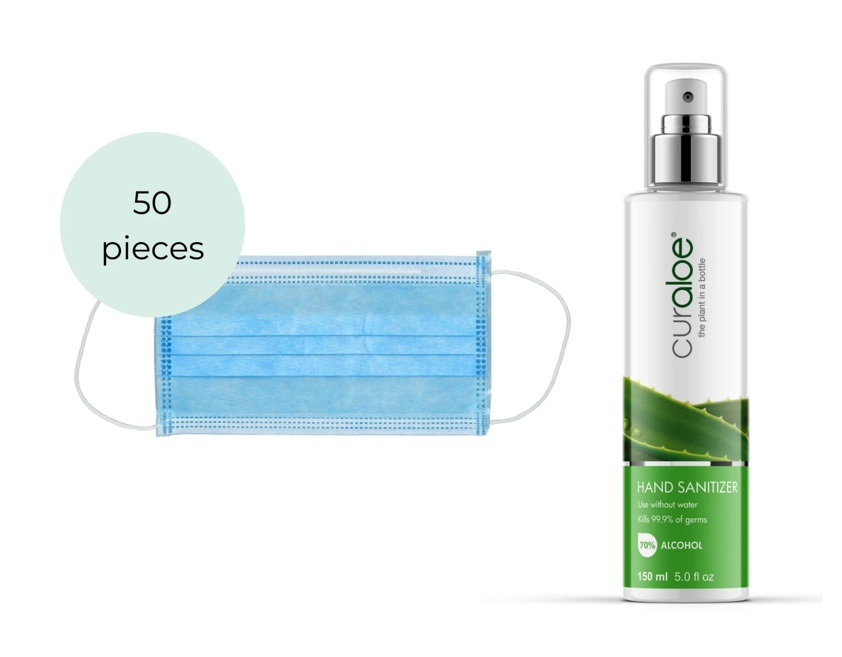 50
pieces
curaloe®
the plant in a bottle
HAND SANITIZER
Use without water
Kills 99.9% of germs
70% ALCOHOL
150 ml 5.0 fl oz